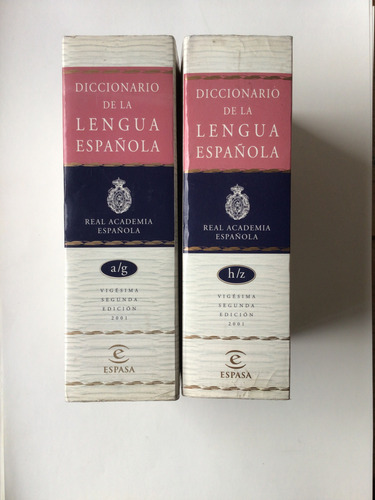 DICCIONARIO
DE LA
LENGUA
ESPAÑOLA
REAL ACADEMIA
ESPAÑOLA
a/g
VIGÉSIMA
SEGUNDA
EDICIÓN
2001
e
ESPASA
DICCIONARIO
DE LA
LENGUA
ESPAÑOLA
REAL ACADEMIA
ESPAÑOLA
h/z
VIGÉSIMA
SEGUNDA
EDICIÓN
2001
e
ESPASA